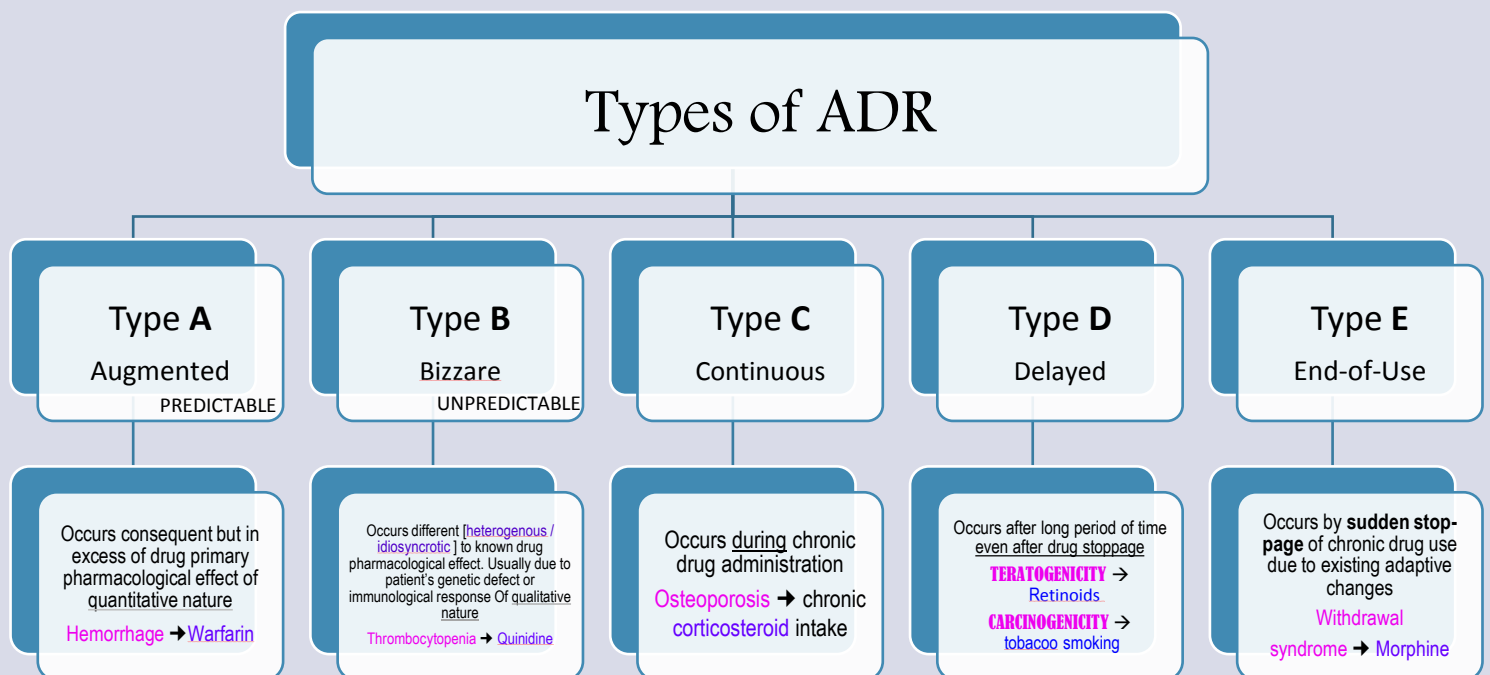 Types of ADR
Type A
Augmented
PREDICTABLE
Type B
Bizzare
UNPREDICTABLE
Type C
Continuous
Type D
Delayed
Type E
End-of-Use
Occurs consequent but in
excess of drug primary
pharmacological effect of
quantitative nature
Hemorrhage ➔Warfarin
Occurs different [heterogenous /
idiosyncrotic ] to known drug
pharmacological effect. Usually due to
patient's genetic defect or
immunological response Of qualitative
nature
Thrombocytopenia ➔ Quinidine
Occurs during chronic
drug administration
Osteoporosis ➔ chronic
corticosteroid intake
Occurs after long period of time
even after drug stoppage
TERATOGENICITY →
Retinoids
CARCINOGENICITY →
tobacoo smoking
Occurs by sudden stop-
page of chronic drug use
due to existing adaptive
changes
Withdrawal
syndrome ➔ Morphine